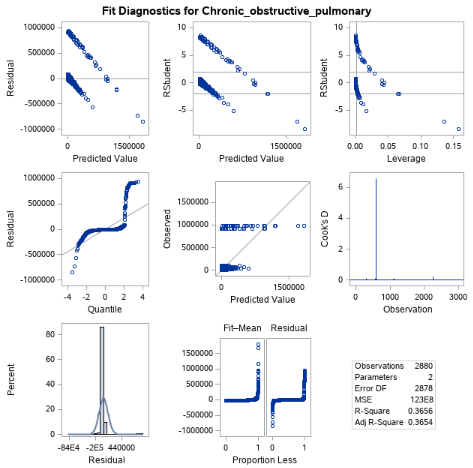 Fit Diagnostics for Chronic_obstructive_pulmonary
Residual
1000000
500000
0
-500000
-1000000
0
1500000
Predicted Value
RStudent
10
5
0
-5
0
1500000
Predicted Value
RStudent
10
5
0
-5
0.00
0.05
0.10
0.15
Leverage
Residual
1000000
500000
0
-500000
-1000000
-4
-2
0
2
4
Quantile
Observed
1500000
1000000
500000
0
0
1500000
Predicted Value
Cook's D
6
4
2
0
0
1000
2000
3000
Observation
Percent
80
60
40
20
0
-84E4
-2E5
440000
Residual
Fit–Mean
Residual
1500000
1000000
500000
0
-500000
-1000000
0
1
0
1
Proportion Less
Observations 2880
Parameters 2
Error DF 2878
MSE 123E8
R-Square 0.3656
Adj R-Square 0.3654